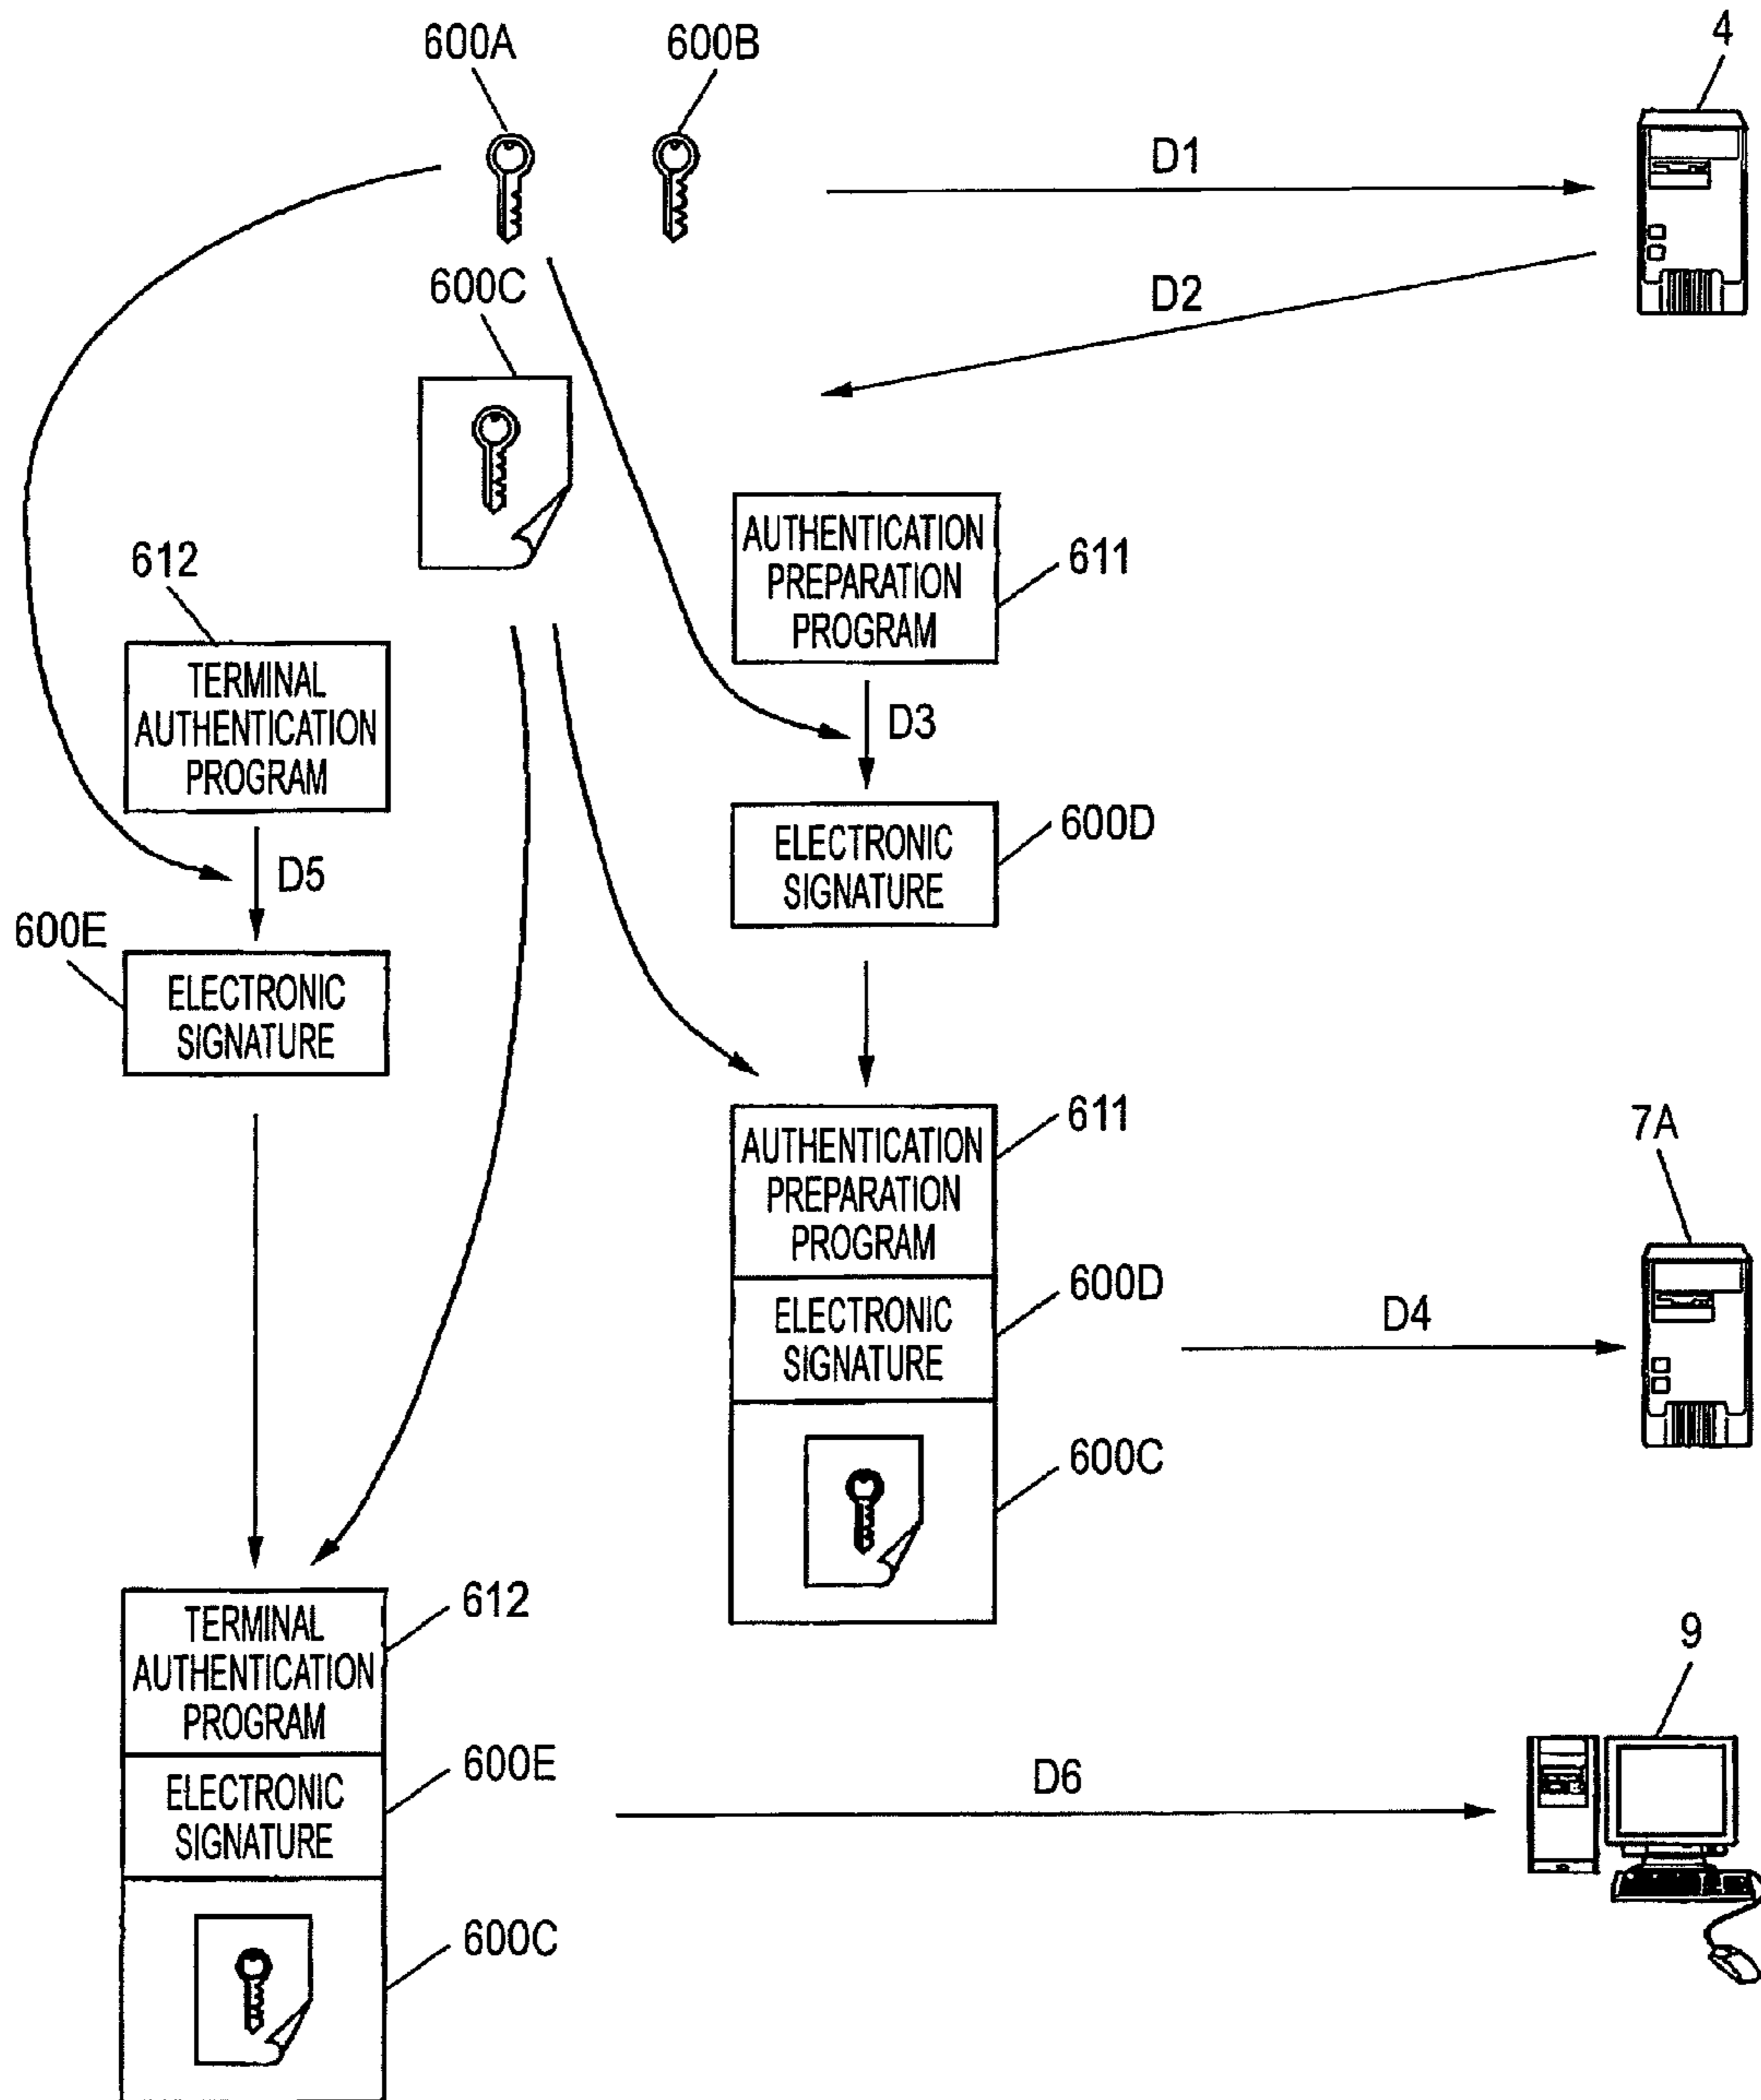 600A
600B
4
D1
600C
D2
AUTHENTICATION
PREPARATION
PROGRAM
611
612
TERMINAL
AUTHENTICATION
PROGRAM
D3
ELECTRONIC
SIGNATURE
600D
D5
600E
ELECTRONIC
SIGNATURE
AUTHENTICATION
PREPARATION
PROGRAM
611
7A
ELECTRONIC
SIGNATURE
600D
D4
600C
TERMINAL
AUTHENTICATION
PROGRAM
612
9
ELECTRONIC
SIGNATURE
600E
D6
600C